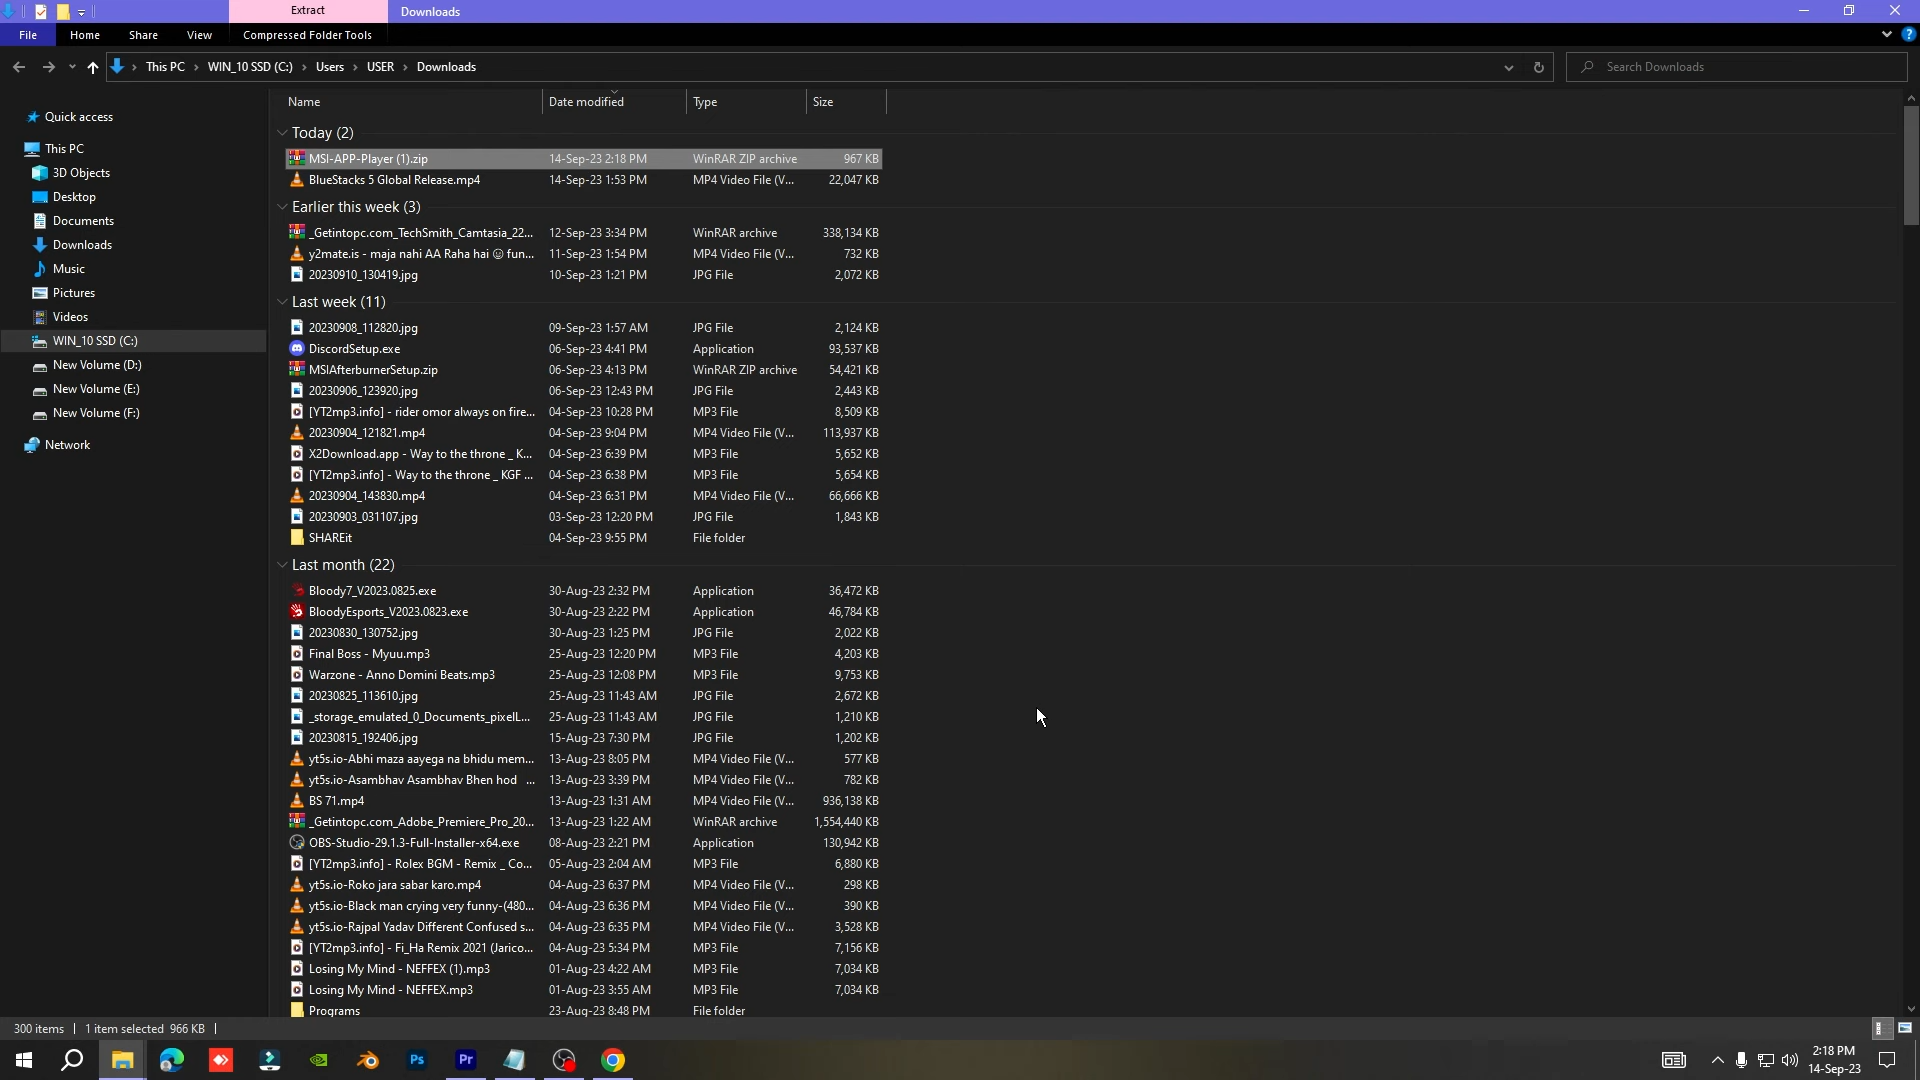 Extract
Downloads
File
Home
Share
View
Compressed Folder Tools
This PC
WIN_10 SSD (C:)
Users
USER
Downloads
Search Downloads
Name
Date modified
Type
Size
Quick access
This PC
3D Objects
Desktop
Documents
Downloads
Music
Pictures
Videos
WIN_10 SSD (C:)
New Volume (D:)
New Volume (E:)
New Volume (F:)
Network
Today (2)
MSI-APP-Player (1).zip 14-Sep-23 2:18 PM WinRAR ZIP archive 967 KB
BlueStacks 5 Global Release.mp4 14-Sep-23 1:53 PM MP4 Video File (V... 22,047 KB
Earlier this week (3)
_Getintopc.com_TechSmith_Camtasia_22... 12-Sep-23 3:34 PM WinRAR archive 338,134 KB
y2mate.is - maja nahi AA Raha hai 😃 fun... 11-Sep-23 1:54 PM MP4 Video File (V... 732 KB
20230910_130419.jpg 10-Sep-23 1:21 PM JPG File 2,072 KB
Last week (11)
20230908_112820.jpg 09-Sep-23 1:57 AM JPG File 2,124 KB
DiscordSetup.exe 06-Sep-23 4:41 PM Application 93,537 KB
MSIAfterburnerSetup.zip 06-Sep-23 4:13 PM WinRAR ZIP archive 54,421 KB
20230906_123920.jpg 06-Sep-23 12:43 PM JPG File 2,443 KB
[YT2mp3.info] - rider omor always on fire... 04-Sep-23 10:28 PM MP3 File 8,509 KB
20230904_121821.mp4 04-Sep-23 9:04 PM MP4 Video File (V... 113,937 KB
X2Download.app - Way to the throne _ K... 04-Sep-23 6:39 PM MP3 File 5,652 KB
[YT2mp3.info] - Way to the throne _ KGF ... 04-Sep-23 6:38 PM MP3 File 5,654 KB
20230904_143830.mp4 04-Sep-23 6:31 PM MP4 Video File (V... 66,666 KB
20230903_031107.jpg 03-Sep-23 12:20 PM JPG File 1,843 KB
SHAREit 04-Sep-23 9:55 PM File folder
Last month (22)
Bloody7_V2023.0825.exe 30-Aug-23 2:32 PM Application 36,472 KB
BloodyEsports_V2023.0823.exe 30-Aug-23 2:22 PM Application 46,784 KB
20230830_130752.jpg 30-Aug-23 1:25 PM JPG File 2,022 KB
Final Boss - Myuu.mp3 25-Aug-23 12:20 PM MP3 File 4,203 KB
Warzone - Anno Domini Beats.mp3 25-Aug-23 12:08 PM MP3 File 9,753 KB
20230825_113610.jpg 25-Aug-23 11:43 AM JPG File 2,672 KB
_storage_emulated_0_Documents_pixelL... 25-Aug-23 11:43 AM JPG File 1,210 KB
20230815_192406.jpg 15-Aug-23 7:30 PM JPG File 1,202 KB
yt5s.io-Abhi maza aayega na bhidu mem... 13-Aug-23 8:05 PM MP4 Video File (V... 577 KB
yt5s.io-Asambhav Asambhav Bhen hod ... 13-Aug-23 3:39 PM MP4 Video File (V... 782 KB
BS 71.mp4 13-Aug-23 1:31 AM MP4 Video File (V... 936,138 KB
_Getintopc.com_Adobe_Premiere_Pro_20... 13-Aug-23 1:22 AM WinRAR archive 1,554,440 KB
OBS-Studio-29.1.3-Full-Installer-x64.exe 08-Aug-23 2:21 PM Application 130,942 KB
[YT2mp3.info] - Rolex BGM - Remix _ Co... 05-Aug-23 2:04 AM MP3 File 6,880 KB
yt5s.io-Roko jara sabar karo.mp4 04-Aug-23 6:37 PM MP4 Video File (V... 298 KB
yt5s.io-Black man crying very funny-(480... 04-Aug-23 6:36 PM MP4 Video File (V... 390 KB
yt5s.io-Rajpal Yadav Different Confused s... 04-Aug-23 6:35 PM MP4 Video File (V... 3,528 KB
[YT2mp3.info] - Fi_Ha Remix 2021 (Jarico... 04-Aug-23 5:34 PM MP3 File 7,156 KB
Losing My Mind - NEFFEX (1).mp3 01-Aug-23 4:22 AM MP3 File 7,034 KB
Losing My Mind - NEFFEX.mp3 01-Aug-23 3:55 AM MP3 File 7,034 KB
Programs 23-Aug-23 8:48 PM File folder
300 items
1 item selected 966 KB
Ps
Pr
2:18 PM
14-Sep-23